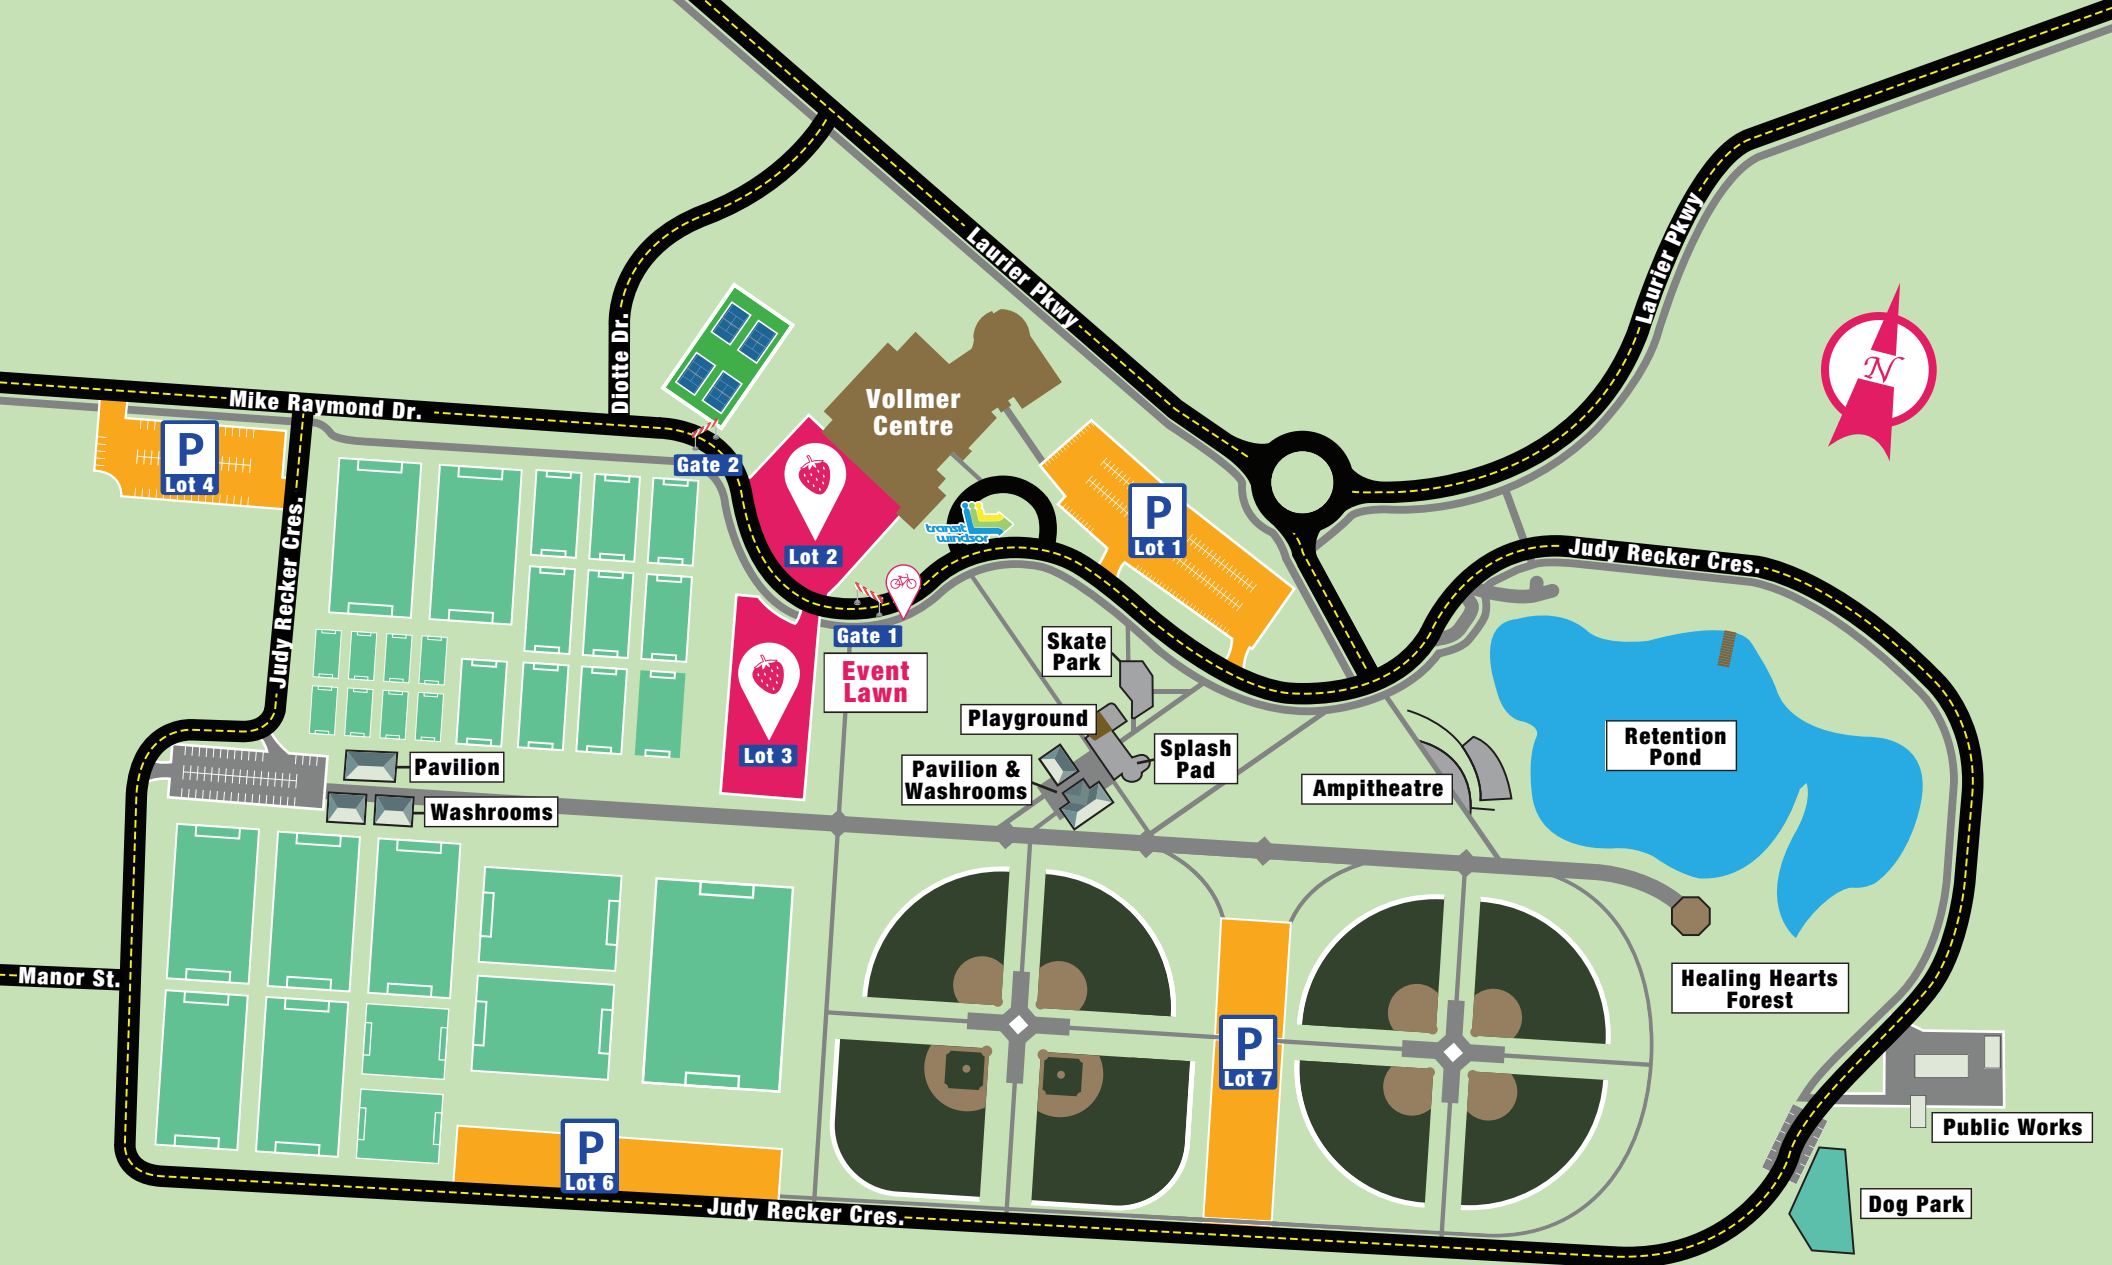 Laurier Pkwy
Laurier Pkwy
Diotte Dr.
Mike Raymond Dr.
Vollmer
Centre
N
P
Lot 4
Gate 2
P
Lot 1
Lot 2
transit
windsor
Judy Recker Cres.
Judy Recker Cres.
Gate 1
Event
Lawn
Skate
Park
Playground
Splash
Pad
Pavilion &
Washrooms
Lot 3
Pavilion
Washrooms
Ampitheatre
Retention
Pond
Manor St.
Healing Hearts
Forest
P
Lot 7
Public Works
P
Lot 6
Judy Recker Cres.
Dog Park